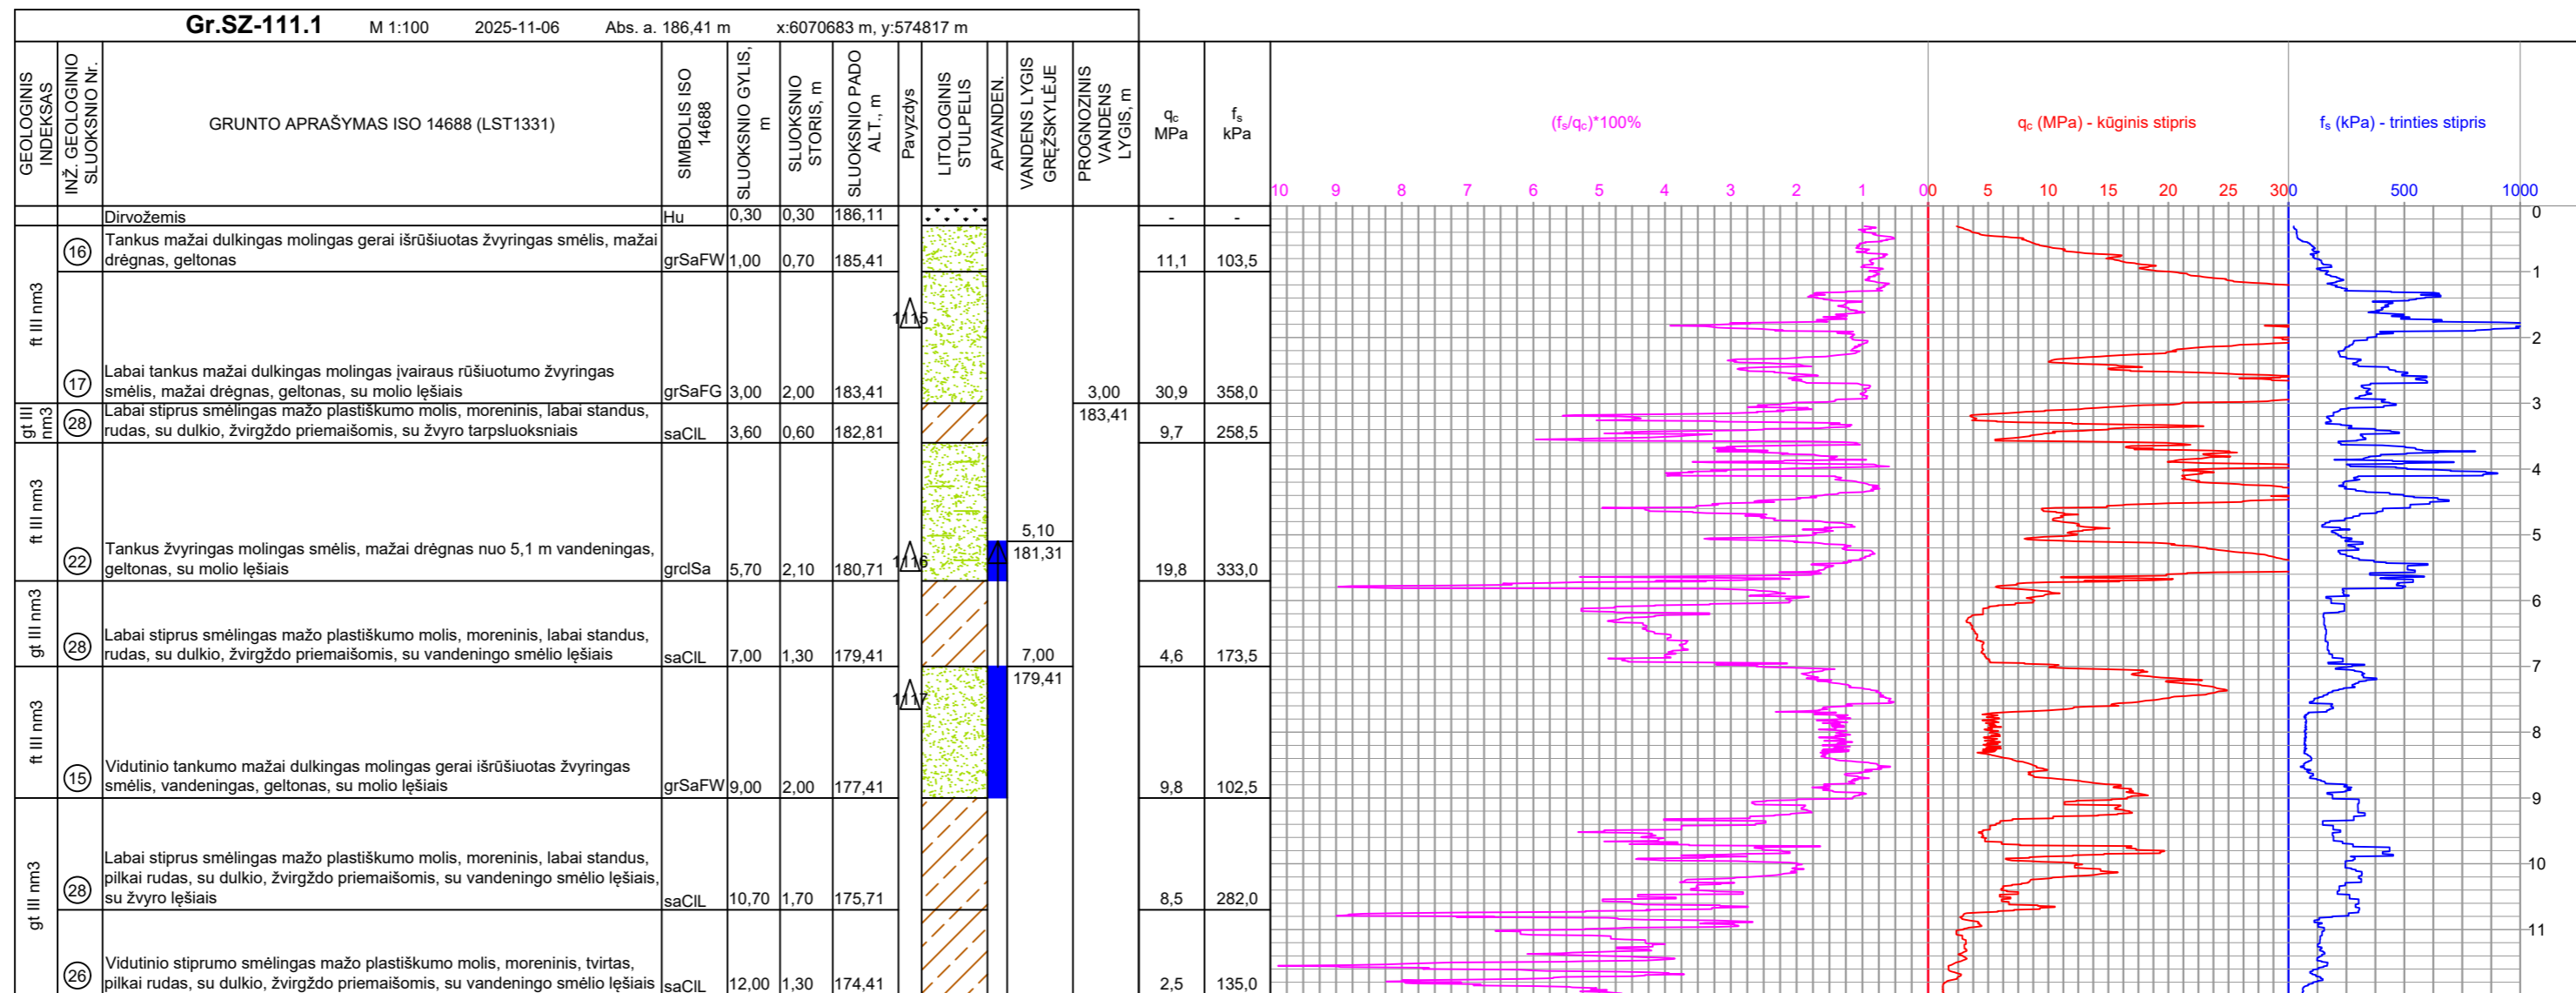 Gr.SZ-111.1 M 1:100 2025-11-06 Abs. a. 186,41 m x:6070683 m, y:574817 m
GEOLOGINIS INDEKSAS
INŽ. GEOLOGINIO SLUOKSNIO Nr.
GRUNTO APRAŠYMAS ISO 14688 (LST1331)
SIMBOLIS ISO 14688
SLUOKSNIO GYLIS, m
SLUOKSNIO STORIS, m
SLUOKSNIO PADO ALT., m
Pavyzdys
LITOLOGINIS STULPELIS
APVANDEN.
VANDENS LYGIS GRĘŽSKYLĖJE
PROGNOZINIS VANDENS LYGIS, m
qc MPa
fs kPa
(fs/qc)*100%
qc (MPa) - kūginis stipris
fs (kPa) - trinties stipris
10 9 8 7 6 5 4 3 2 1 0
0 5 10 15 20 25 30
0 500 1000
Dirvožemis Hu 0,30 0,30 186,11 - -
0
ft III nm3
16
Tankus mažai dulkingas molingas gerai išrūšiuotas žvyringas smėlis, mažai
drėgnas, geltonas grSaFW 1,00 0,70 185,41 11,1 103,5
1
1115
2
17
Labai tankus mažai dulkingas molingas įvairaus rūšiuotumo žvyringas
smėlis, mažai drėgnas, geltonas, su molio lęšiais grSaFG 3,00 2,00 183,41 3,00 30,9 358,0
183,41
3
gt III nm3
28
Labai stiprus smėlingas mažo plastiškumo molis, moreninis, labai standus,
rudas, su dulkio, žvirgždo priemaišomis, su žvyro tarpsluoksniais saClL 3,60 0,60 182,81 9,7 258,5
4
ft III nm3
5,10
181,31
5
22
Tankus žvyringas molingas smėlis, mažai drėgnas nuo 5,1 m vandeningas,
geltonas, su molio lęšiais grclSa 5,70 2,10 180,71 1116 19,8 333,0
6
gt III nm3
28
Labai stiprus smėlingas mažo plastiškumo molis, moreninis, labai standus,
rudas, su dulkio, žvirgždo priemaišomis, su vandeningo smėlio lęšiais saClL 7,00 1,30 179,41 7,00 4,6 173,5
179,41
7
ft III nm3
1117
8
15
Vidutinio tankumo mažai dulkingas molingas gerai išrūšiuotas žvyringas
smėlis, vandeningas, geltonas, su molio lęšiais grSaFW 9,00 2,00 177,41 9,8 102,5
9
gt III nm3
10
28
Labai stiprus smėlingas mažo plastiškumo molis, moreninis, labai standus,
pilkai rudas, su dulkio, žvirgždo priemaišomis, su vandeningo smėlio lęšiais,
su žvyro lęšiais saClL 10,70 1,70 175,71 8,5 282,0
11
26
Vidutinio stiprumo smėlingas mažo plastiškumo molis, moreninis, tvirtas,
pilkai rudas, su dulkio, žvirgždo priemaišomis, su vandeningo smėlio lęšiais saClL 12,00 1,30 174,41 2,5 135,0